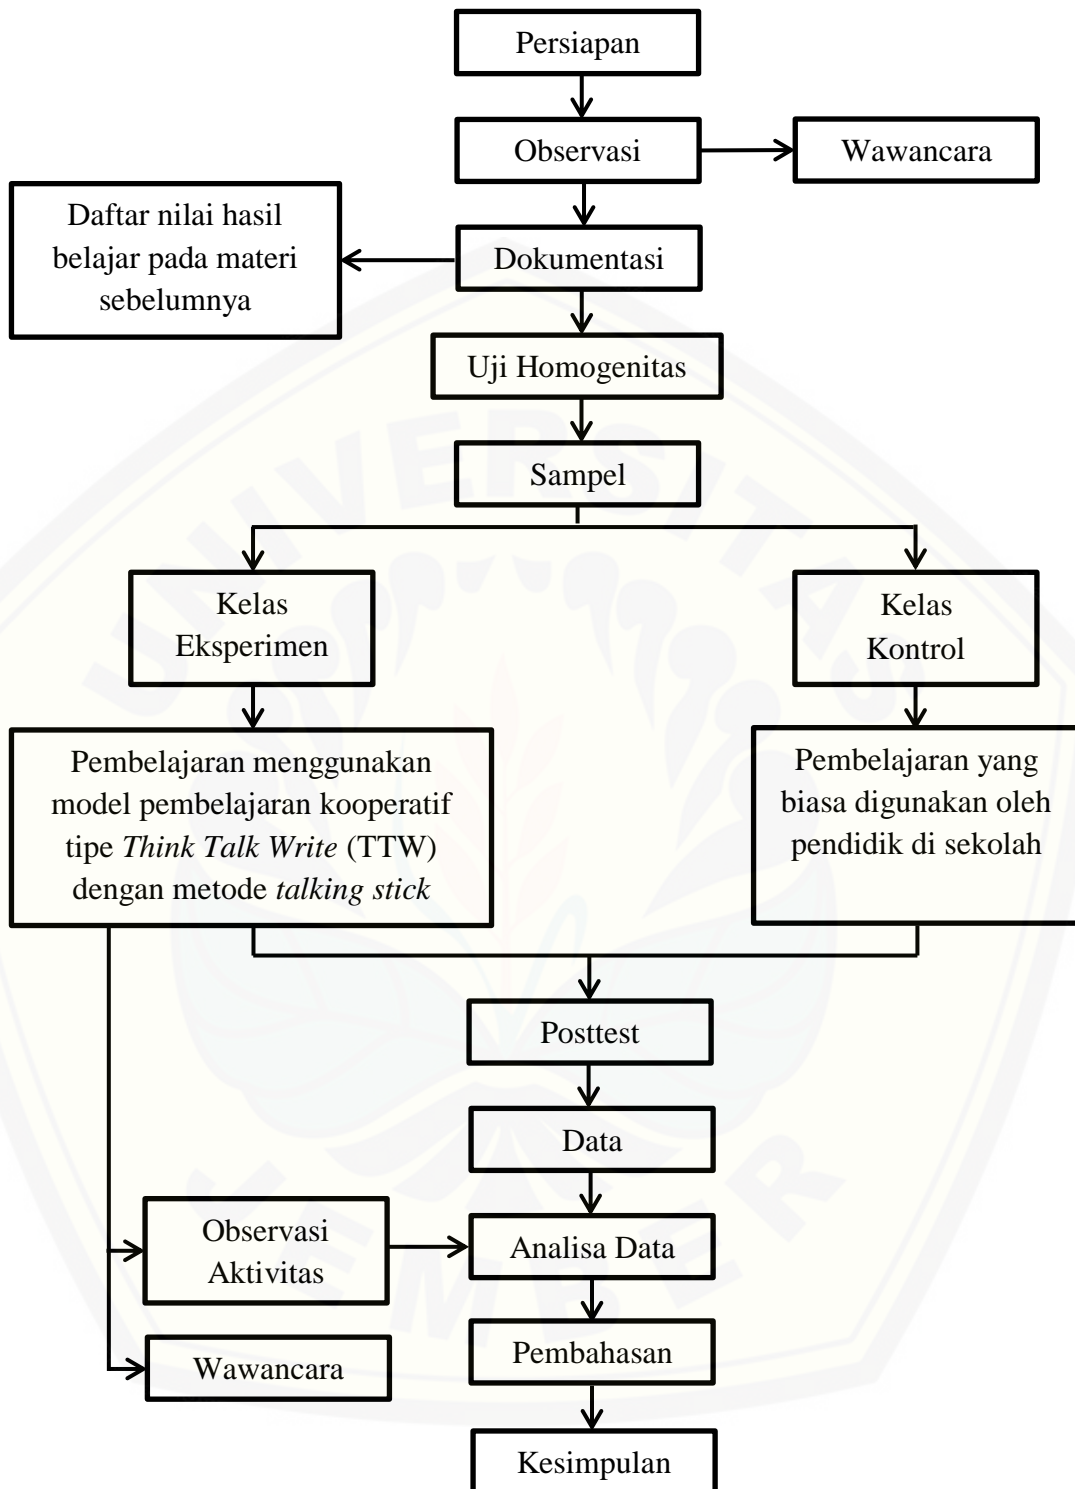 Persiapan
Observasi
Wawancara
Daftar nilai hasil
belajar pada materi
sebelumnya
Dokumentasi
Uji Homogenitas
Sampel
Kelas
Eksperimen
Kelas
Kontrol
Pembelajaran menggunakan
model pembelajaran kooperatif
tipe Think Talk Write (TTW)
dengan metode talking stick
Pembelajaran yang
biasa digunakan oleh
pendidik di sekolah
Posttest
Data
Observasi
Aktivitas
Analisa Data
Wawancara
Pembahasan
Kesimpulan
UNIVERSITAS
JEMBER